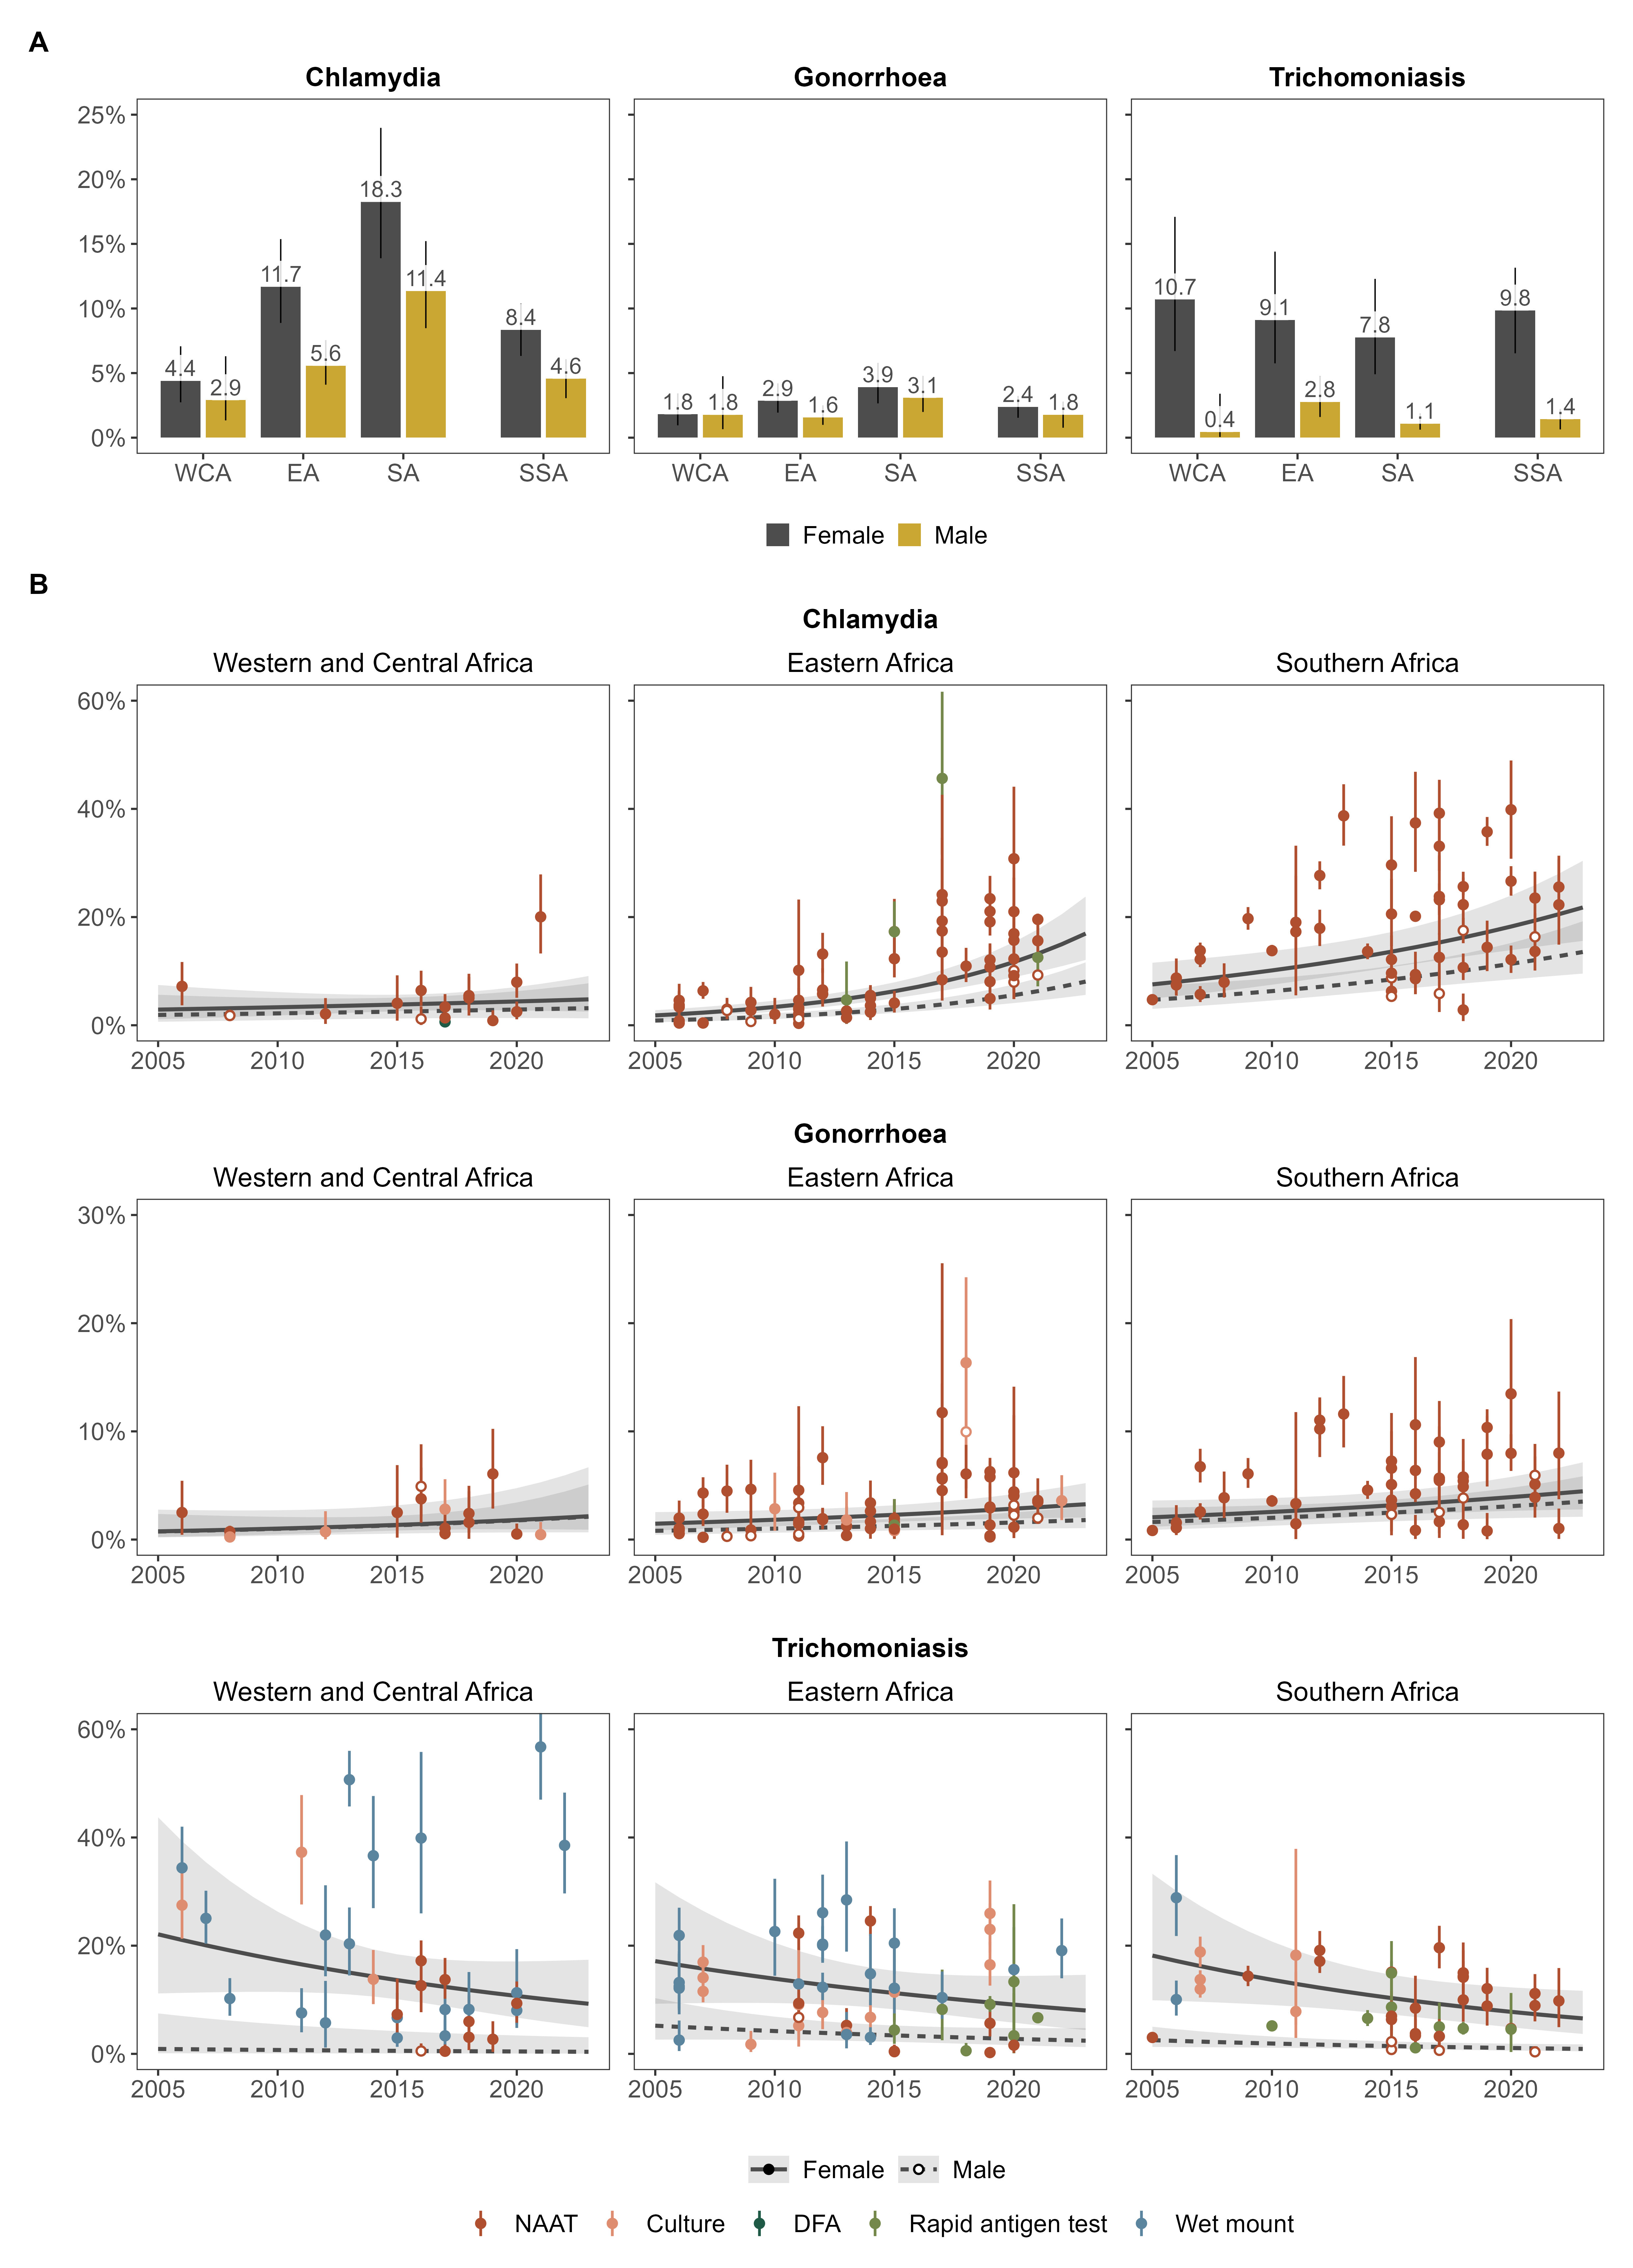 A
Chlamydia Gonorrhoea Trichomoniasis
25%
20%
15%
10%
5%
0%
4.4 2.9 11.7 5.6 18.3 11.4 8.4 4.6
1.8 1.8 2.9 1.6 3.9 3.1 2.4 1.8
10.7 0.4 9.1 2.8 7.8 1.1 9.8 1.4
WCA EA SA SSA WCA EA SA SSA WCA EA SA SSA
Female Male
B
Chlamydia
Western and Central Africa Eastern Africa Southern Africa
60%
40%
20%
0%
2005 2010 2015 2020 2005 2010 2015 2020 2005 2010 2015 2020
Gonorrhoea
Western and Central Africa Eastern Africa Southern Africa
30%
20%
10%
0%
2005 2010 2015 2020 2005 2010 2015 2020 2005 2010 2015 2020
Trichomoniasis
Western and Central Africa Eastern Africa Southern Africa
60%
40%
20%
0%
2005 2010 2015 2020 2005 2010 2015 2020 2005 2010 2015 2020
Female Male
NAAT Culture DFA Rapid antigen test Wet mount